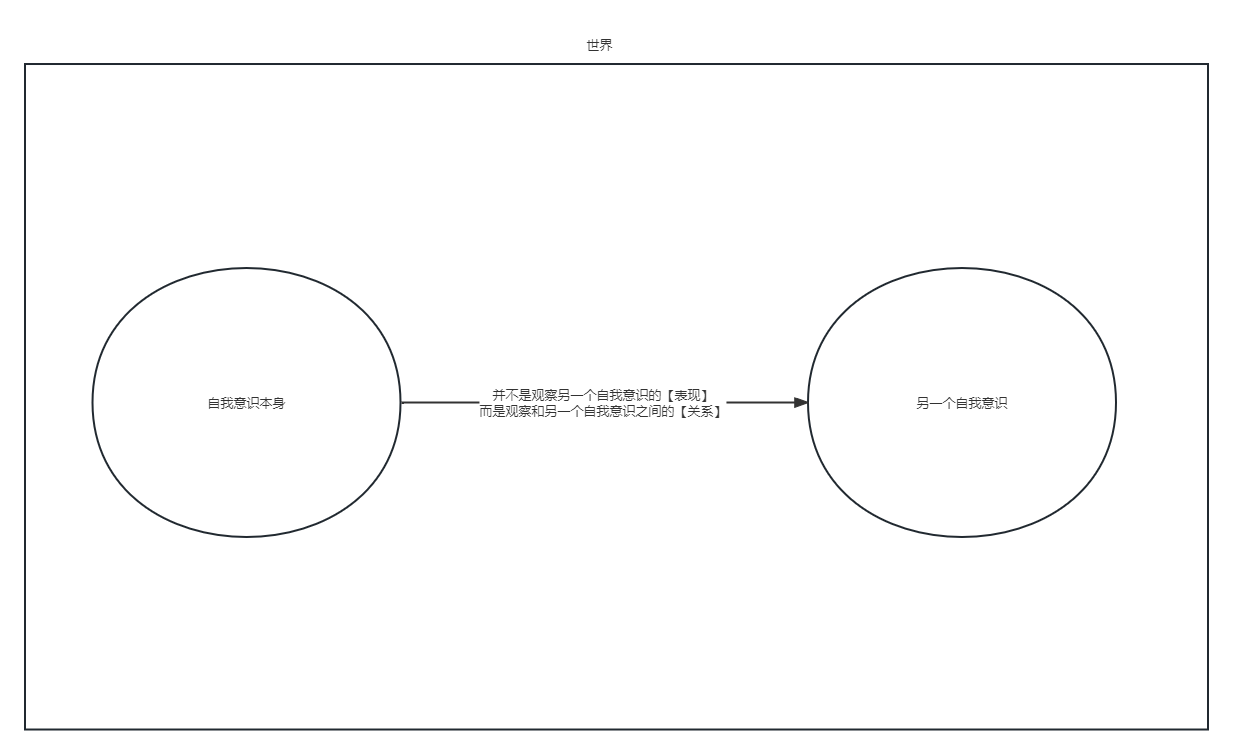 世界
自我意识本身
并不是观察另一个自我意识的【表现】
而是观察和另一个自我意识之间的【关系】
另一个自我意识